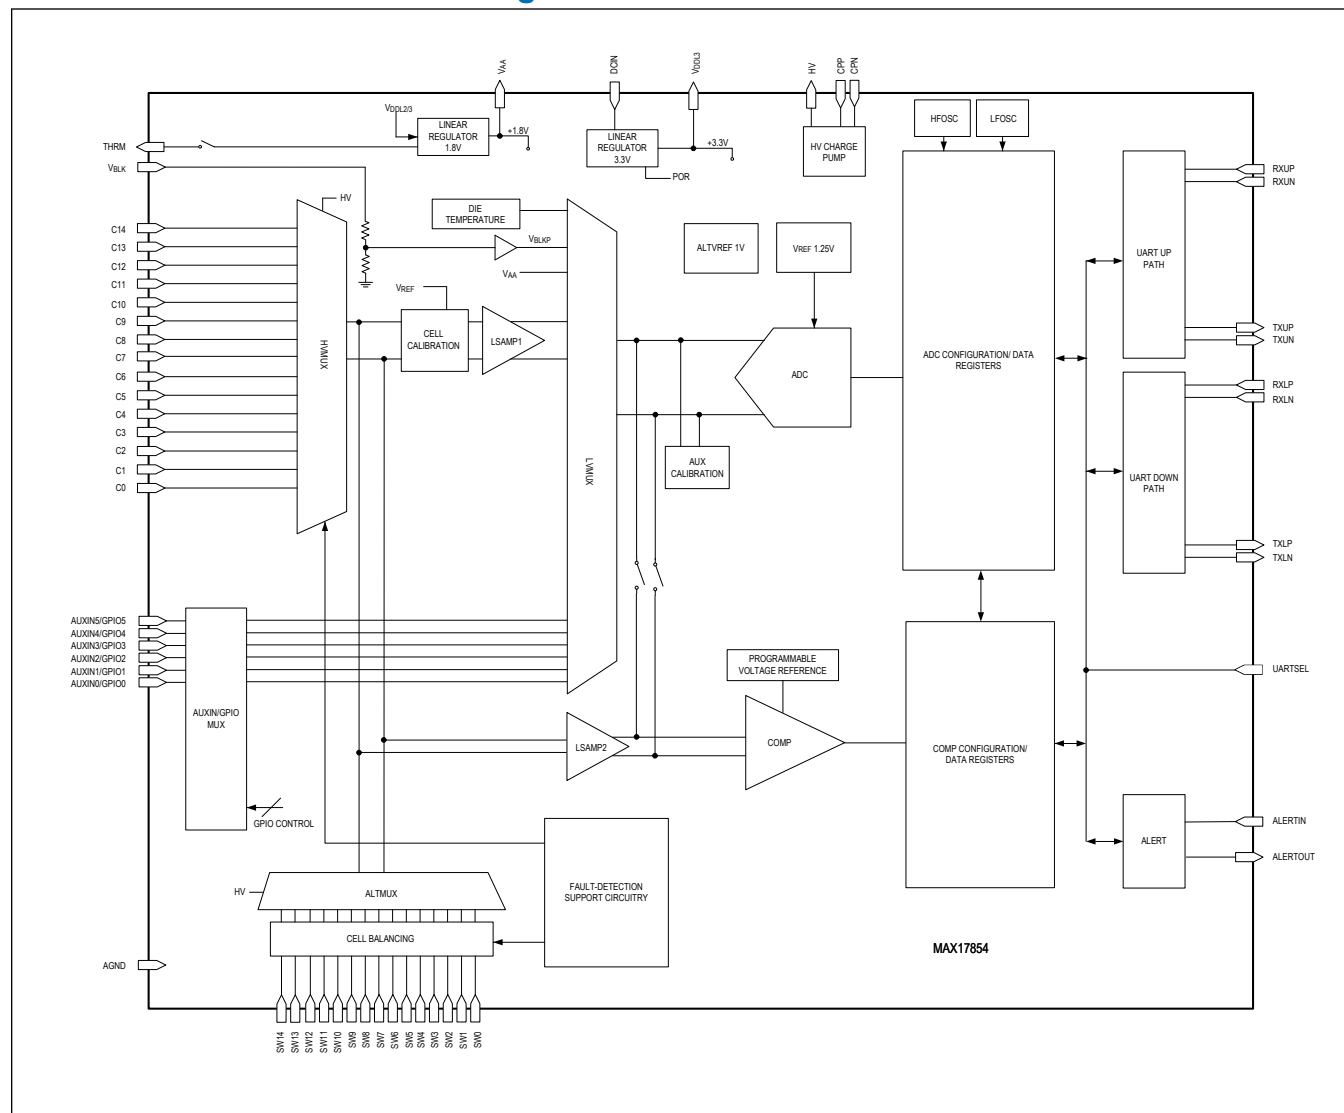 VAA
DCIN
VDDL3
HV
CPP
CPN
VDDL2/3
LINEAR
REGULATOR
1.8V
+1.8V
LINEAR
REGULATOR
3.3V
+3.3V
POR
HV CHARGE
PUMP
HFOSC
LFOSC
THRM
VBLK
HV
DIE
TEMPERATURE
VBLKP
VAA
ALTVREF 1V
VREF 1.25V
C14
C13
C12
C11
C10
C9
C8
C7
C6
C5
C4
C3
C2
C1
C0
HVMUX
VREF
CELL
CALIBRATION
LSAMP1
LVMUX
ADC
AUX
CALIBRATION
ADC CONFIGURATION/ DATA
REGISTERS
UART UP
PATH
RXUP
RXUN
TXUP
TXUN
UART DOWN
PATH
RXLP
RXLN
TXLP
TXLN
AUXIN5/GPIO5
AUXIN4/GPIO4
AUXIN3/GPIO3
AUXIN2/GPIO2
AUXIN1/GPIO1
AUXIN0/GPIO0
AUXIN/GPIO
MUX
GPIO CONTROL
PROGRAMMABLE
VOLTAGE REFERENCE
LSAMP2
COMP
COMP CONFIGURATION/
DATA REGISTERS
UARTSEL
ALERT
ALERTIN
ALERTOUT
HV
ALTMUX
CELL BALANCING
FAULT-DETECTION
SUPPORT CIRCUITRY
MAX17854
AGND
SW14
SW13
SW12
SW11
SW10
SW9
SW8
SW7
SW6
SW5
SW4
SW3
SW2
SW1
SW0